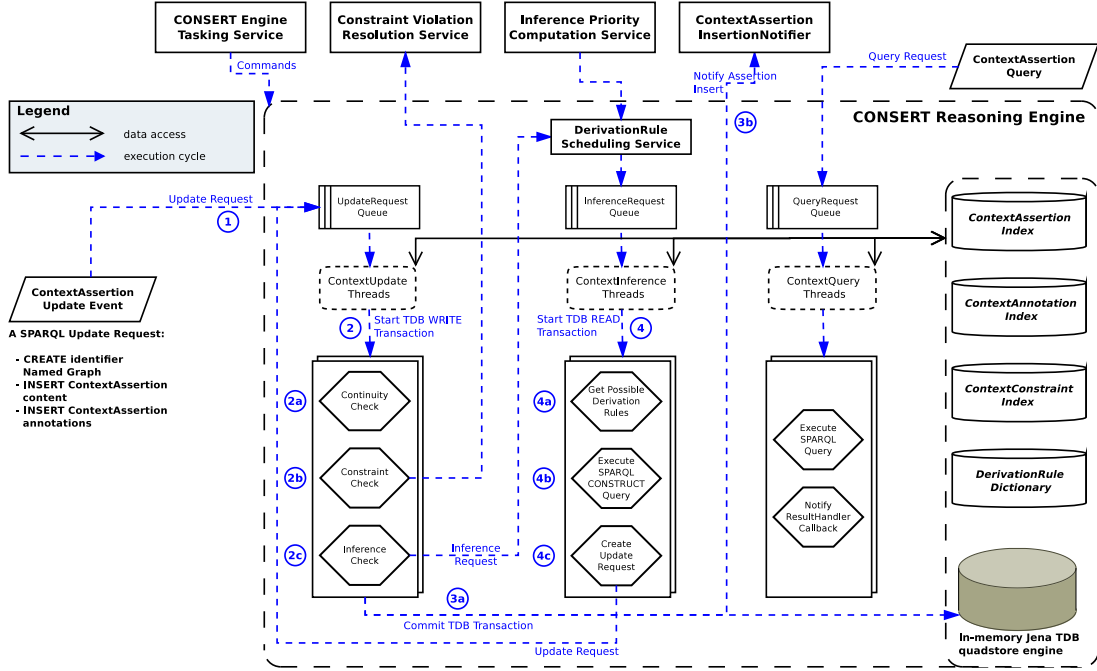 CONSERT Engine
Tasking Service
Constraint Violation
Resolution Service
Inference Priority
Computation Service
ContextAssertion
InsertionNotifier
Commands
Notify Assertion
Insert
Query Request
ContextAssertion
Query
Legend
data access
execution cycle
3b
CONSERT Reasoning Engine
DerivationRule
Scheduling Service
Update Request
1
UpdateRequest
Queue
InferenceRequest
Queue
QueryRequest
Queue
ContextAssertion
Index
ContextAssertion
Update Event
ContextUpdate
Threads
ContextInference
Threads
ContextQuery
Threads
ContextAnnotation
Index
A SPARQL Update Request:
- CREATE identifier
Named Graph
- INSERT ContextAssertion
content
- INSERT ContextAssertion
annotations
2
Start TDB WRITE
Transaction
Start TDB READ
Transaction
4
2a
Continuity
Check
4a
Get Possible
Derivation
Rules
ContextConstraint
Index
Execute
SPARQL
Query
2b
Constraint
Check
4b
Execute
SPARQL
CONSTRUCT
Query
DerivationRule
Dictionary
Notify
ResultHandler
Callback
2c
Inference
Check
Inference
Request
4c
Create
Update
Request
3a
Commit TDB Transaction
Update Request
In-memory Jena TDB
quadstore engine